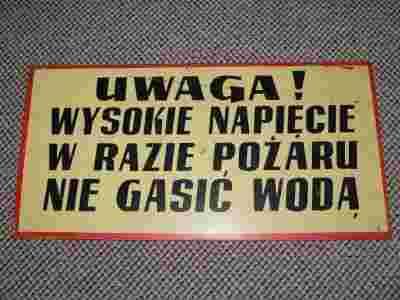 UWAGA!
WYSOKIE NAPIĘCIE
W RAZIE POŻARU
NIE GASIĆ WODĄ